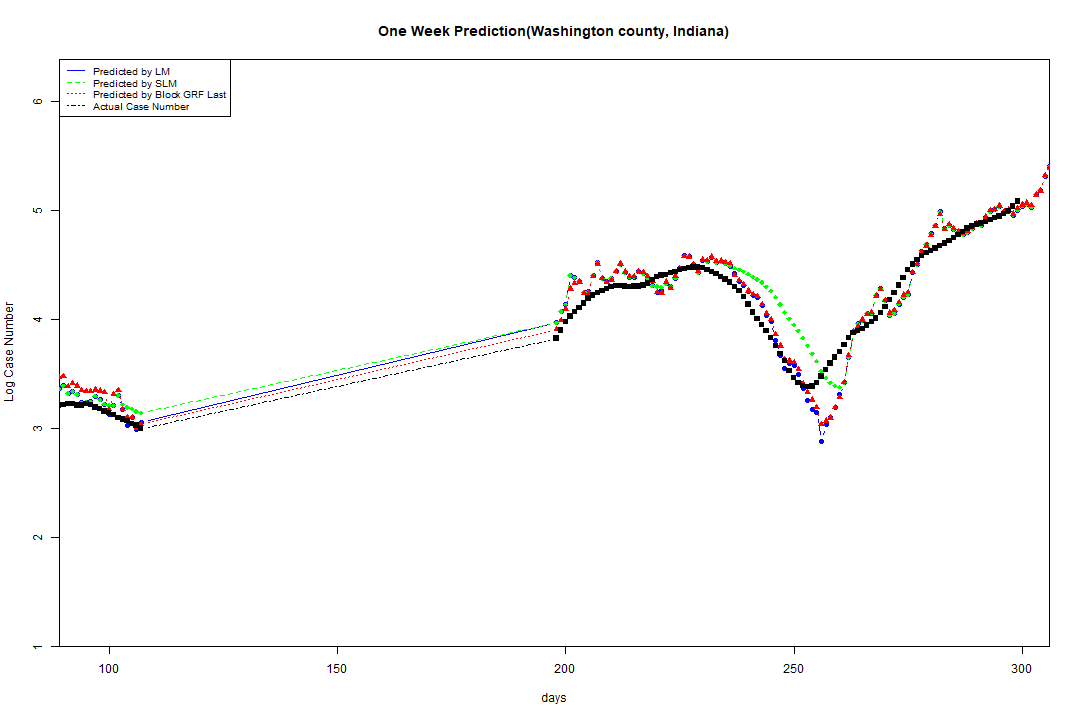 One Week Prediction(Washington county, Indiana)
Predicted by LM
Predicted by SLM
Predicted by Block GRF Last
Actual Case Number
Log Case Number
6
5
4
3
2
1
100 150 200 250 300
days